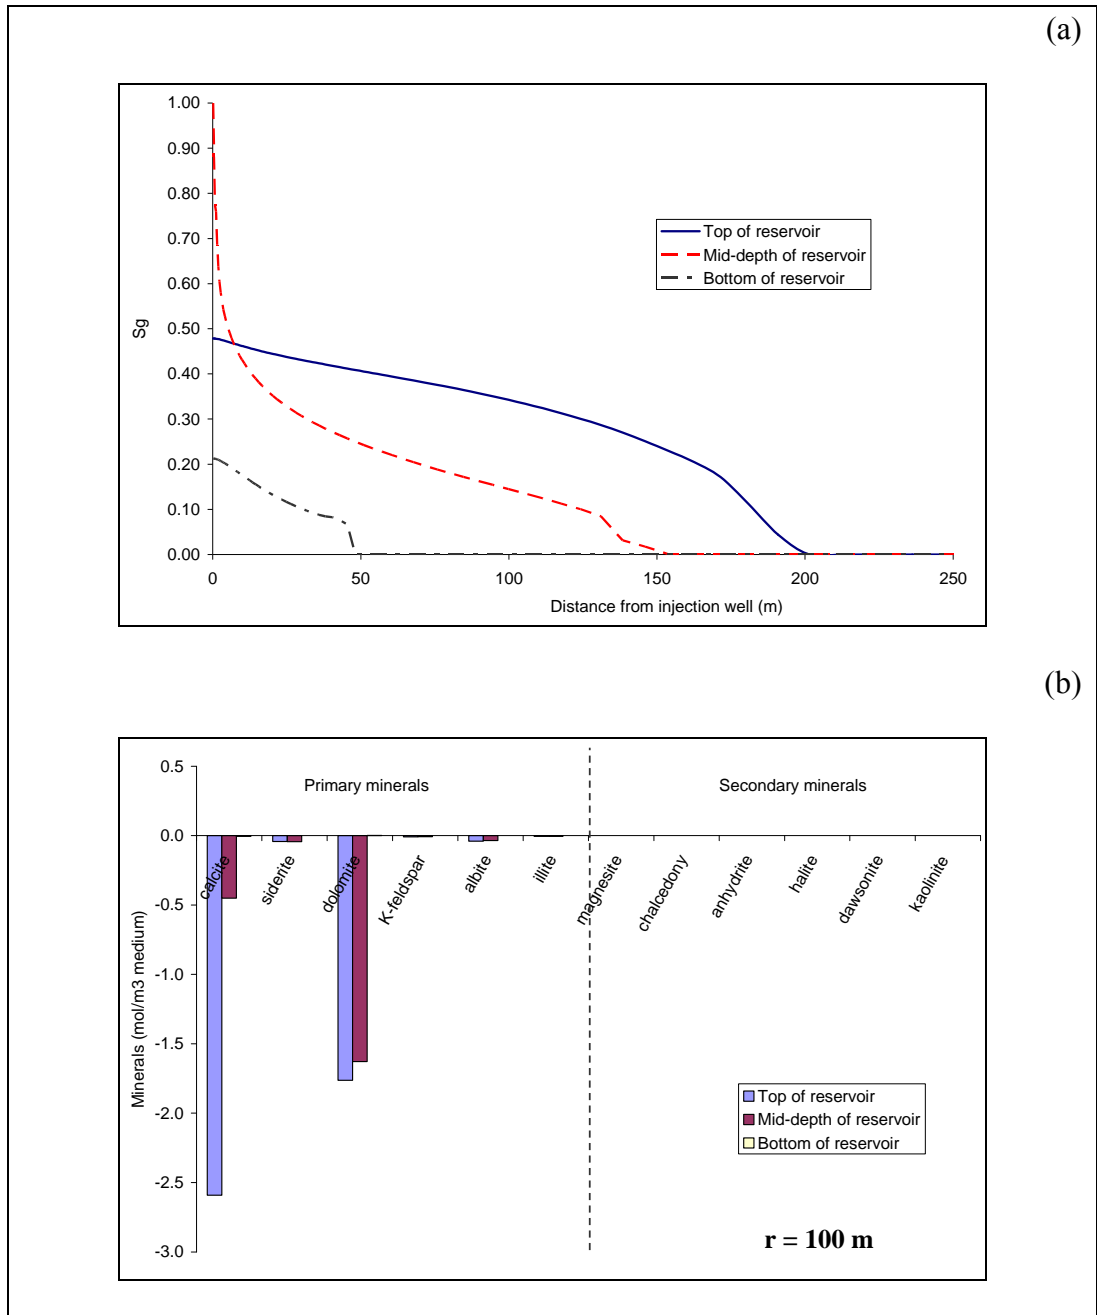 (a)
1.00
0.90
0.80
0.70
0.60
0.50
0.40
0.30
0.20
0.10
0.00
Sg
Top of reservoir
Mid-depth of reservoir
Bottom of reservoir
0 50 100 150 200 250
Distance from injection well (m)
(b)
0.5
0.0
-0.5
-1.0
-1.5
-2.0
-2.5
-3.0
Minerals (mol/m3 medium)
Primary minerals
Secondary minerals
calcite
siderite
dolomite
K-feldspar
albite
illite
magnesite
chalcedony
anhydrite
halite
dawsonite
kaolinite
Top of reservoir
Mid-depth of reservoir
Bottom of reservoir
r = 100 m